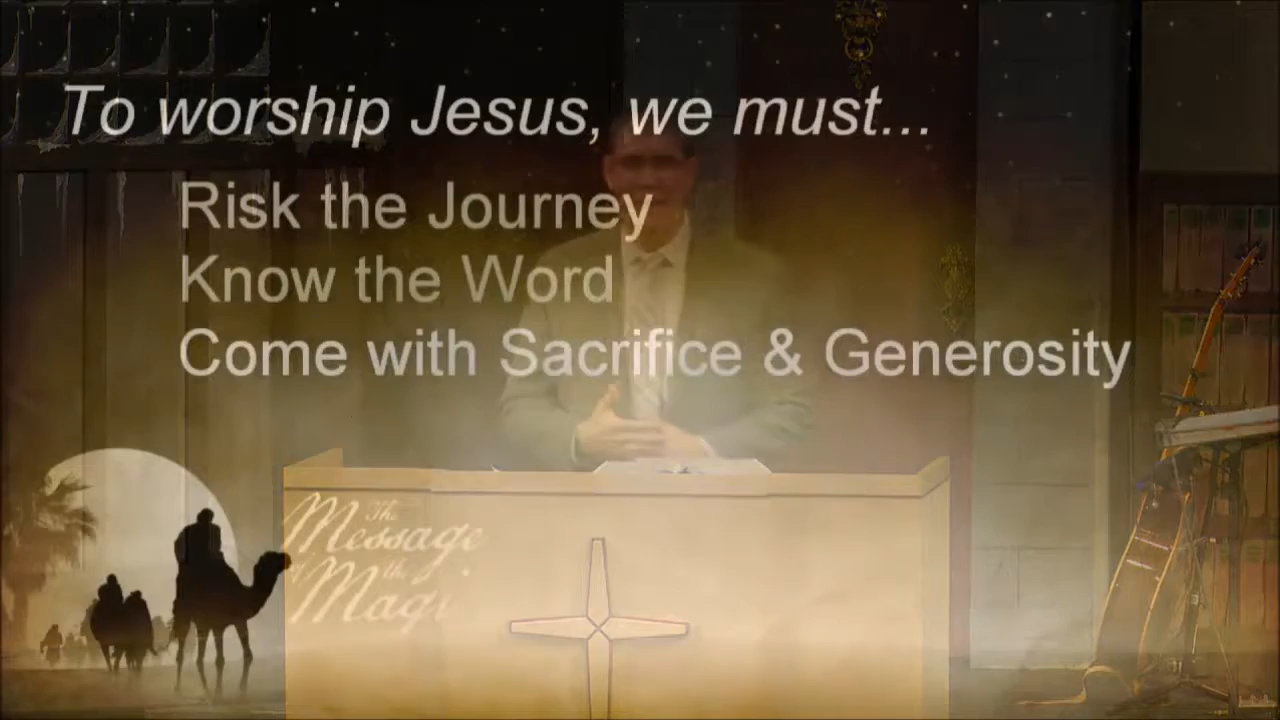 To worship Jesus, we must...
Risk the Journey
Know the Word
Come with Sacrifice & Generosity
The
Message
of the
Magi